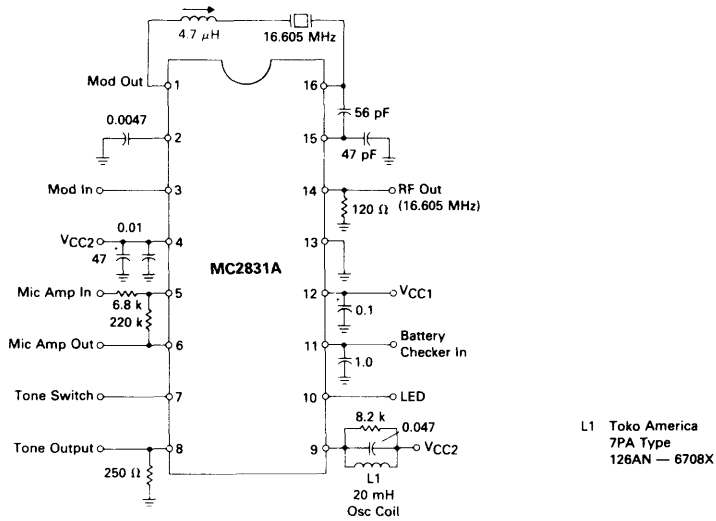 4.7 μH
16.605 MHz
Mod Out
1
16
56 pF
0.0047
2
15
47 pF
Mod In
3
14
RF Out
(16.605 MHz)
120 Ω
0.01
VCC2
4
13
47
MC2831A
Mic Amp In
5
12
VCC1
6.8 k
0.1
220 k
Mic Amp Out
6
11
Battery
Checker In
1.0
Tone Switch
7
10
LED
8.2 k
0.047
Tone Output
8
9
VCC2
250 Ω
L1
20 mH
Osc Coil
L1 Toko America
7PA Type
126AN — 6708X